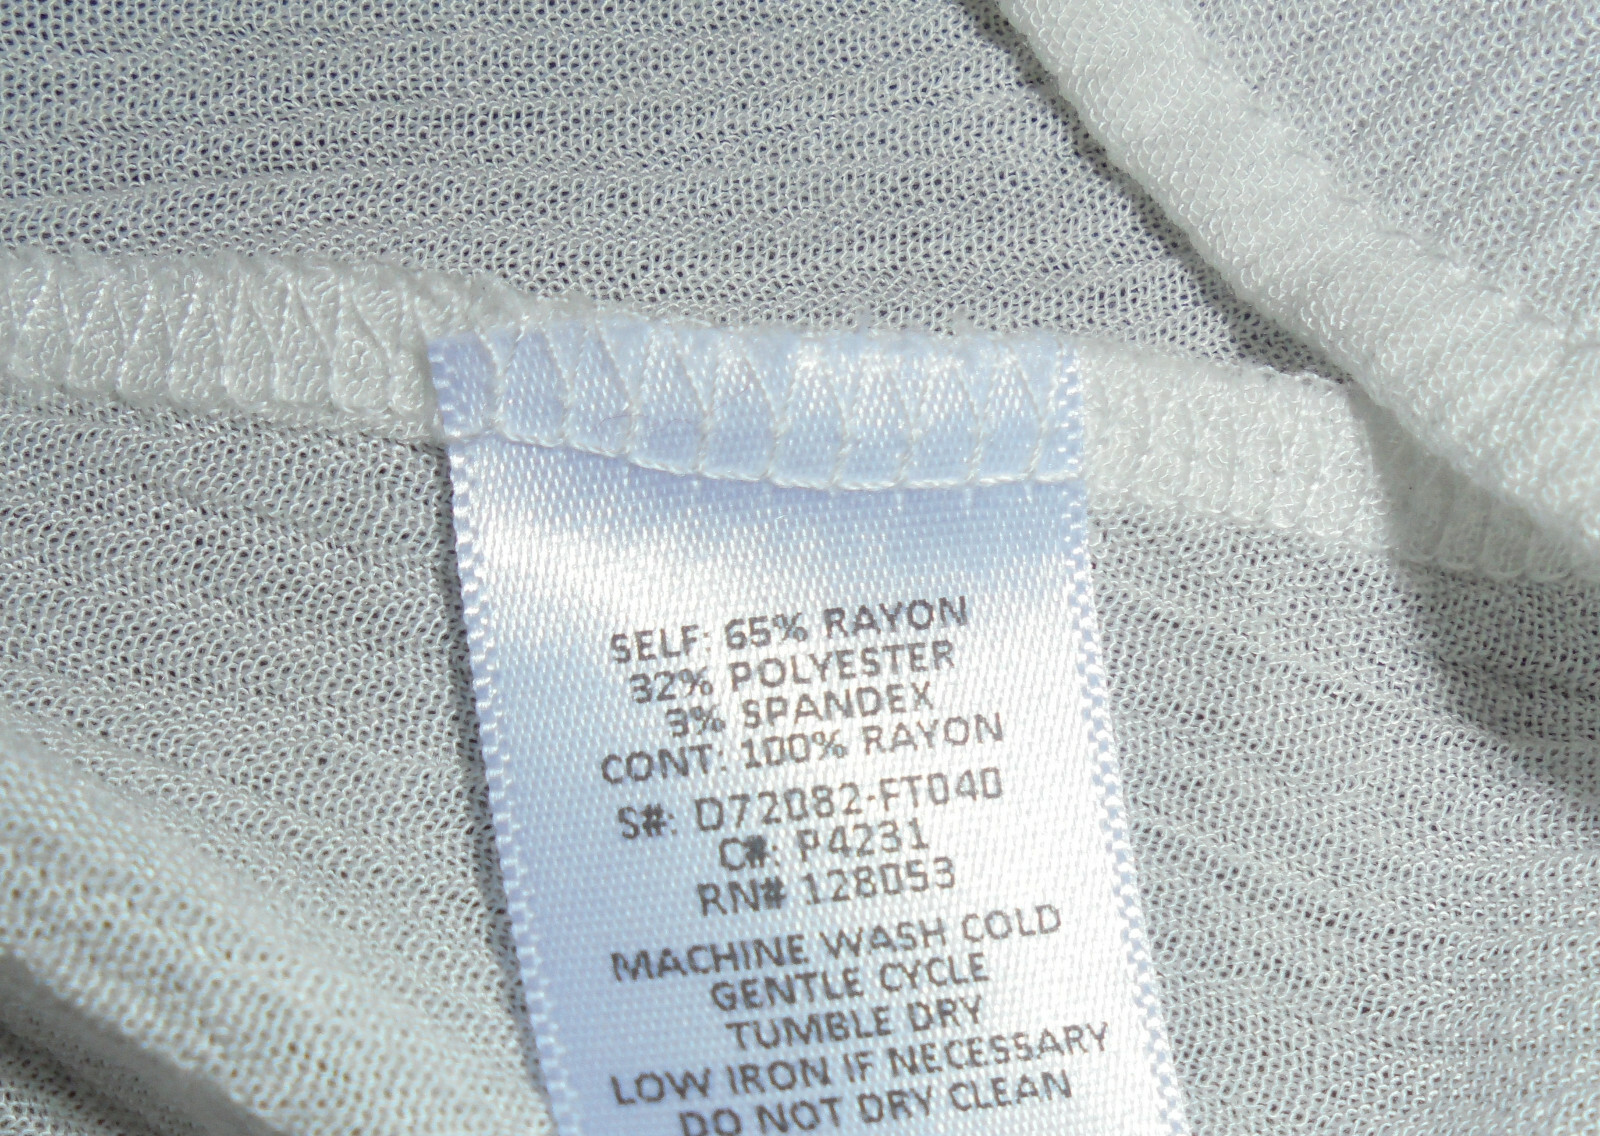 SELF: 65% RAYON
32% POLYESTER
3% SPANDEX
CONT: 100% RAYON
S#: D72082-FT040
C#: P4231
RN# 128053
MACHINE WASH COLD
GENTLE CYCLE
TUMBLE DRY
LOW IRON IF NECESSARY
DO NOT DRY CLEAN